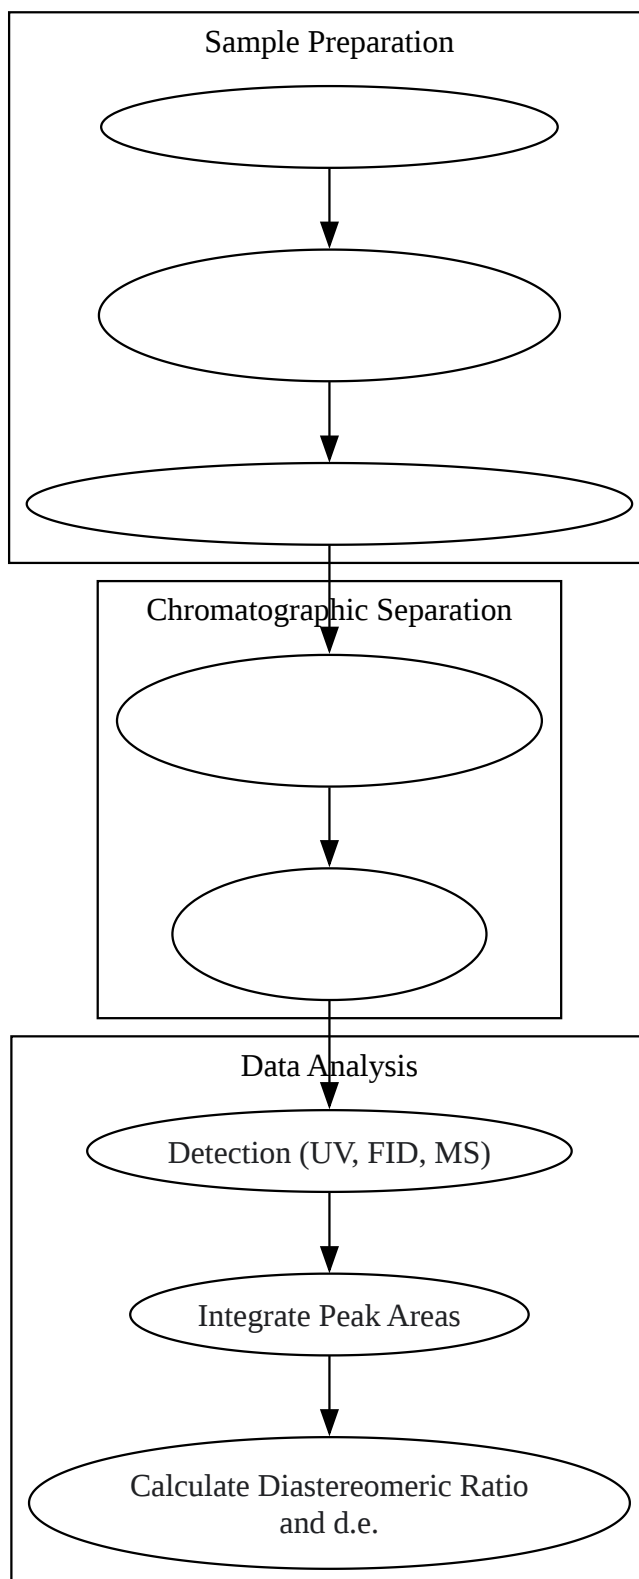 Sample Preparation
Chromatographic Separation
Data Analysis
Detection (UV, FID, MS)
Integrate Peak Areas
Calculate Diastereomeric Ratio
and d.e.